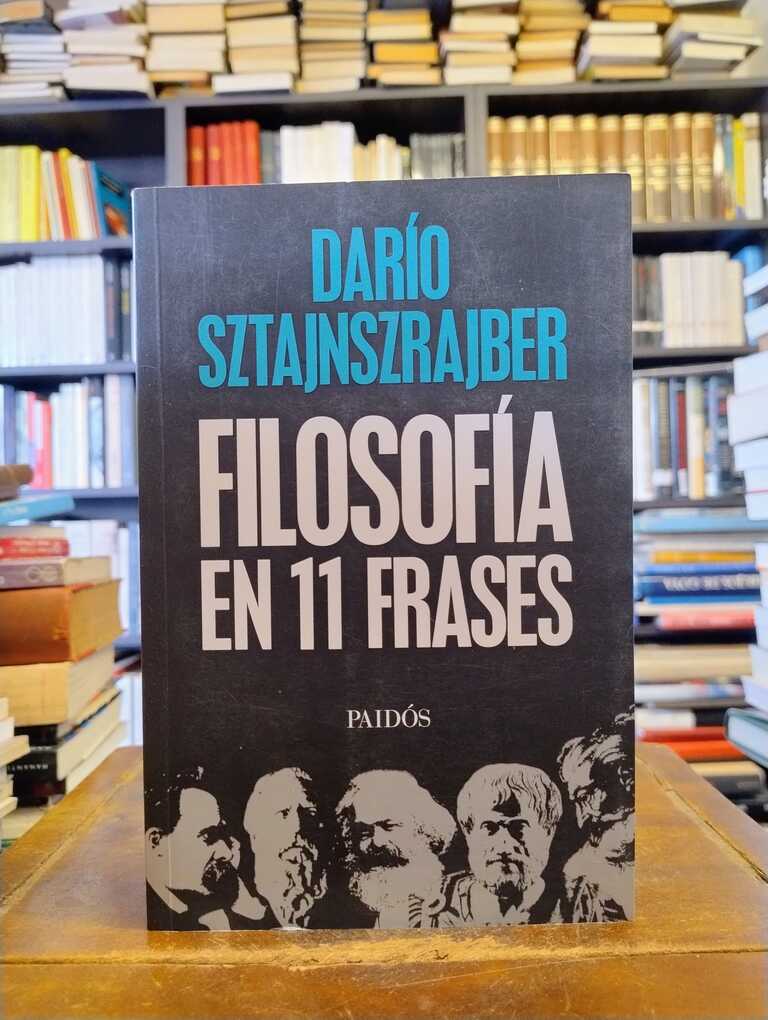 DARÍO
SZTAJNSZRAJBER
FILOSOFÍA
EN 11 FRASES
PAIDÓS